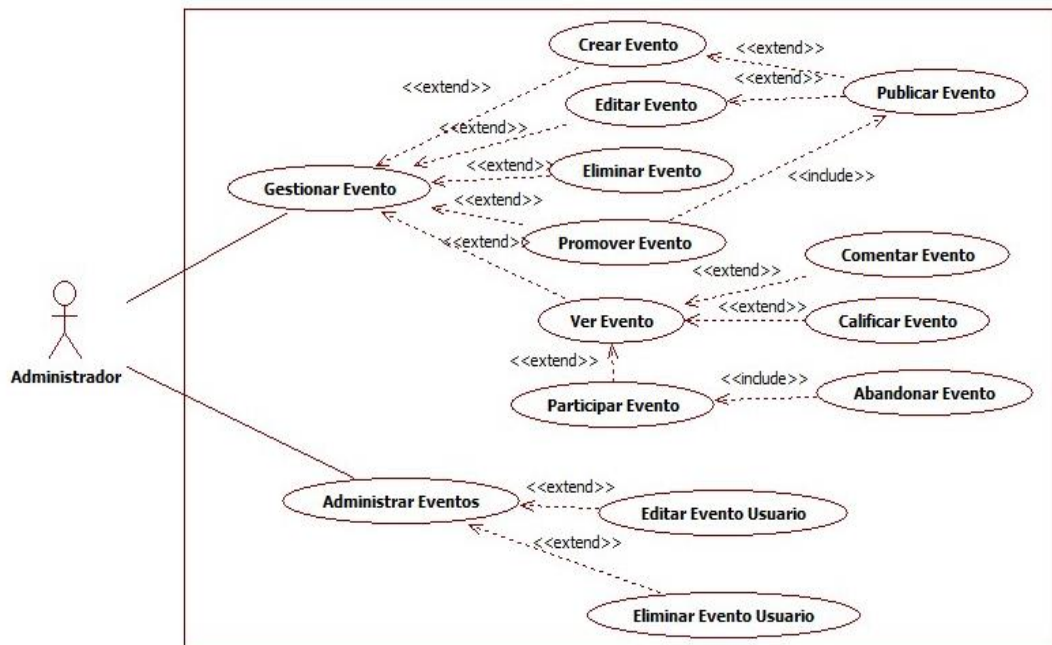 Crear Evento
<<extend>>
Publicar Evento
<<extend>>
<<extend>>
Editar Evento
<<extend>>
Eliminar Evento
<<extend>>
<<include>>
Gestionar Evento
<<extend>>
Promover Evento
<<extend>>
Comentar Evento
<<extend>>
Ver Evento
<<extend>>
Calificar Evento
<<extend>>
Administrador
<<include>>
Abandonar Evento
Participar Evento
Administrar Eventos
<<extend>>
Editar Evento Usuario
<<extend>>
Eliminar Evento Usuario